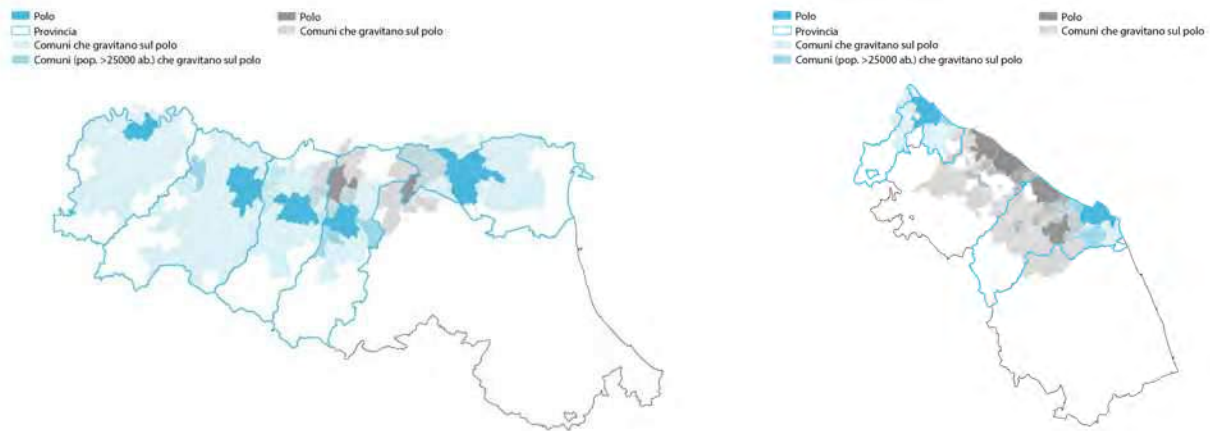 Polo
Provincia
Comuni che gravitano sul polo
Comuni (pop. >25000 ab.) che gravitano sul polo
Polo
Comuni che gravitano sul polo
Polo
Provincia
Comuni che gravitano sul polo
Comuni (pop. >25000 ab.) che gravitano sul polo
Polo
Comuni che gravitano sul polo